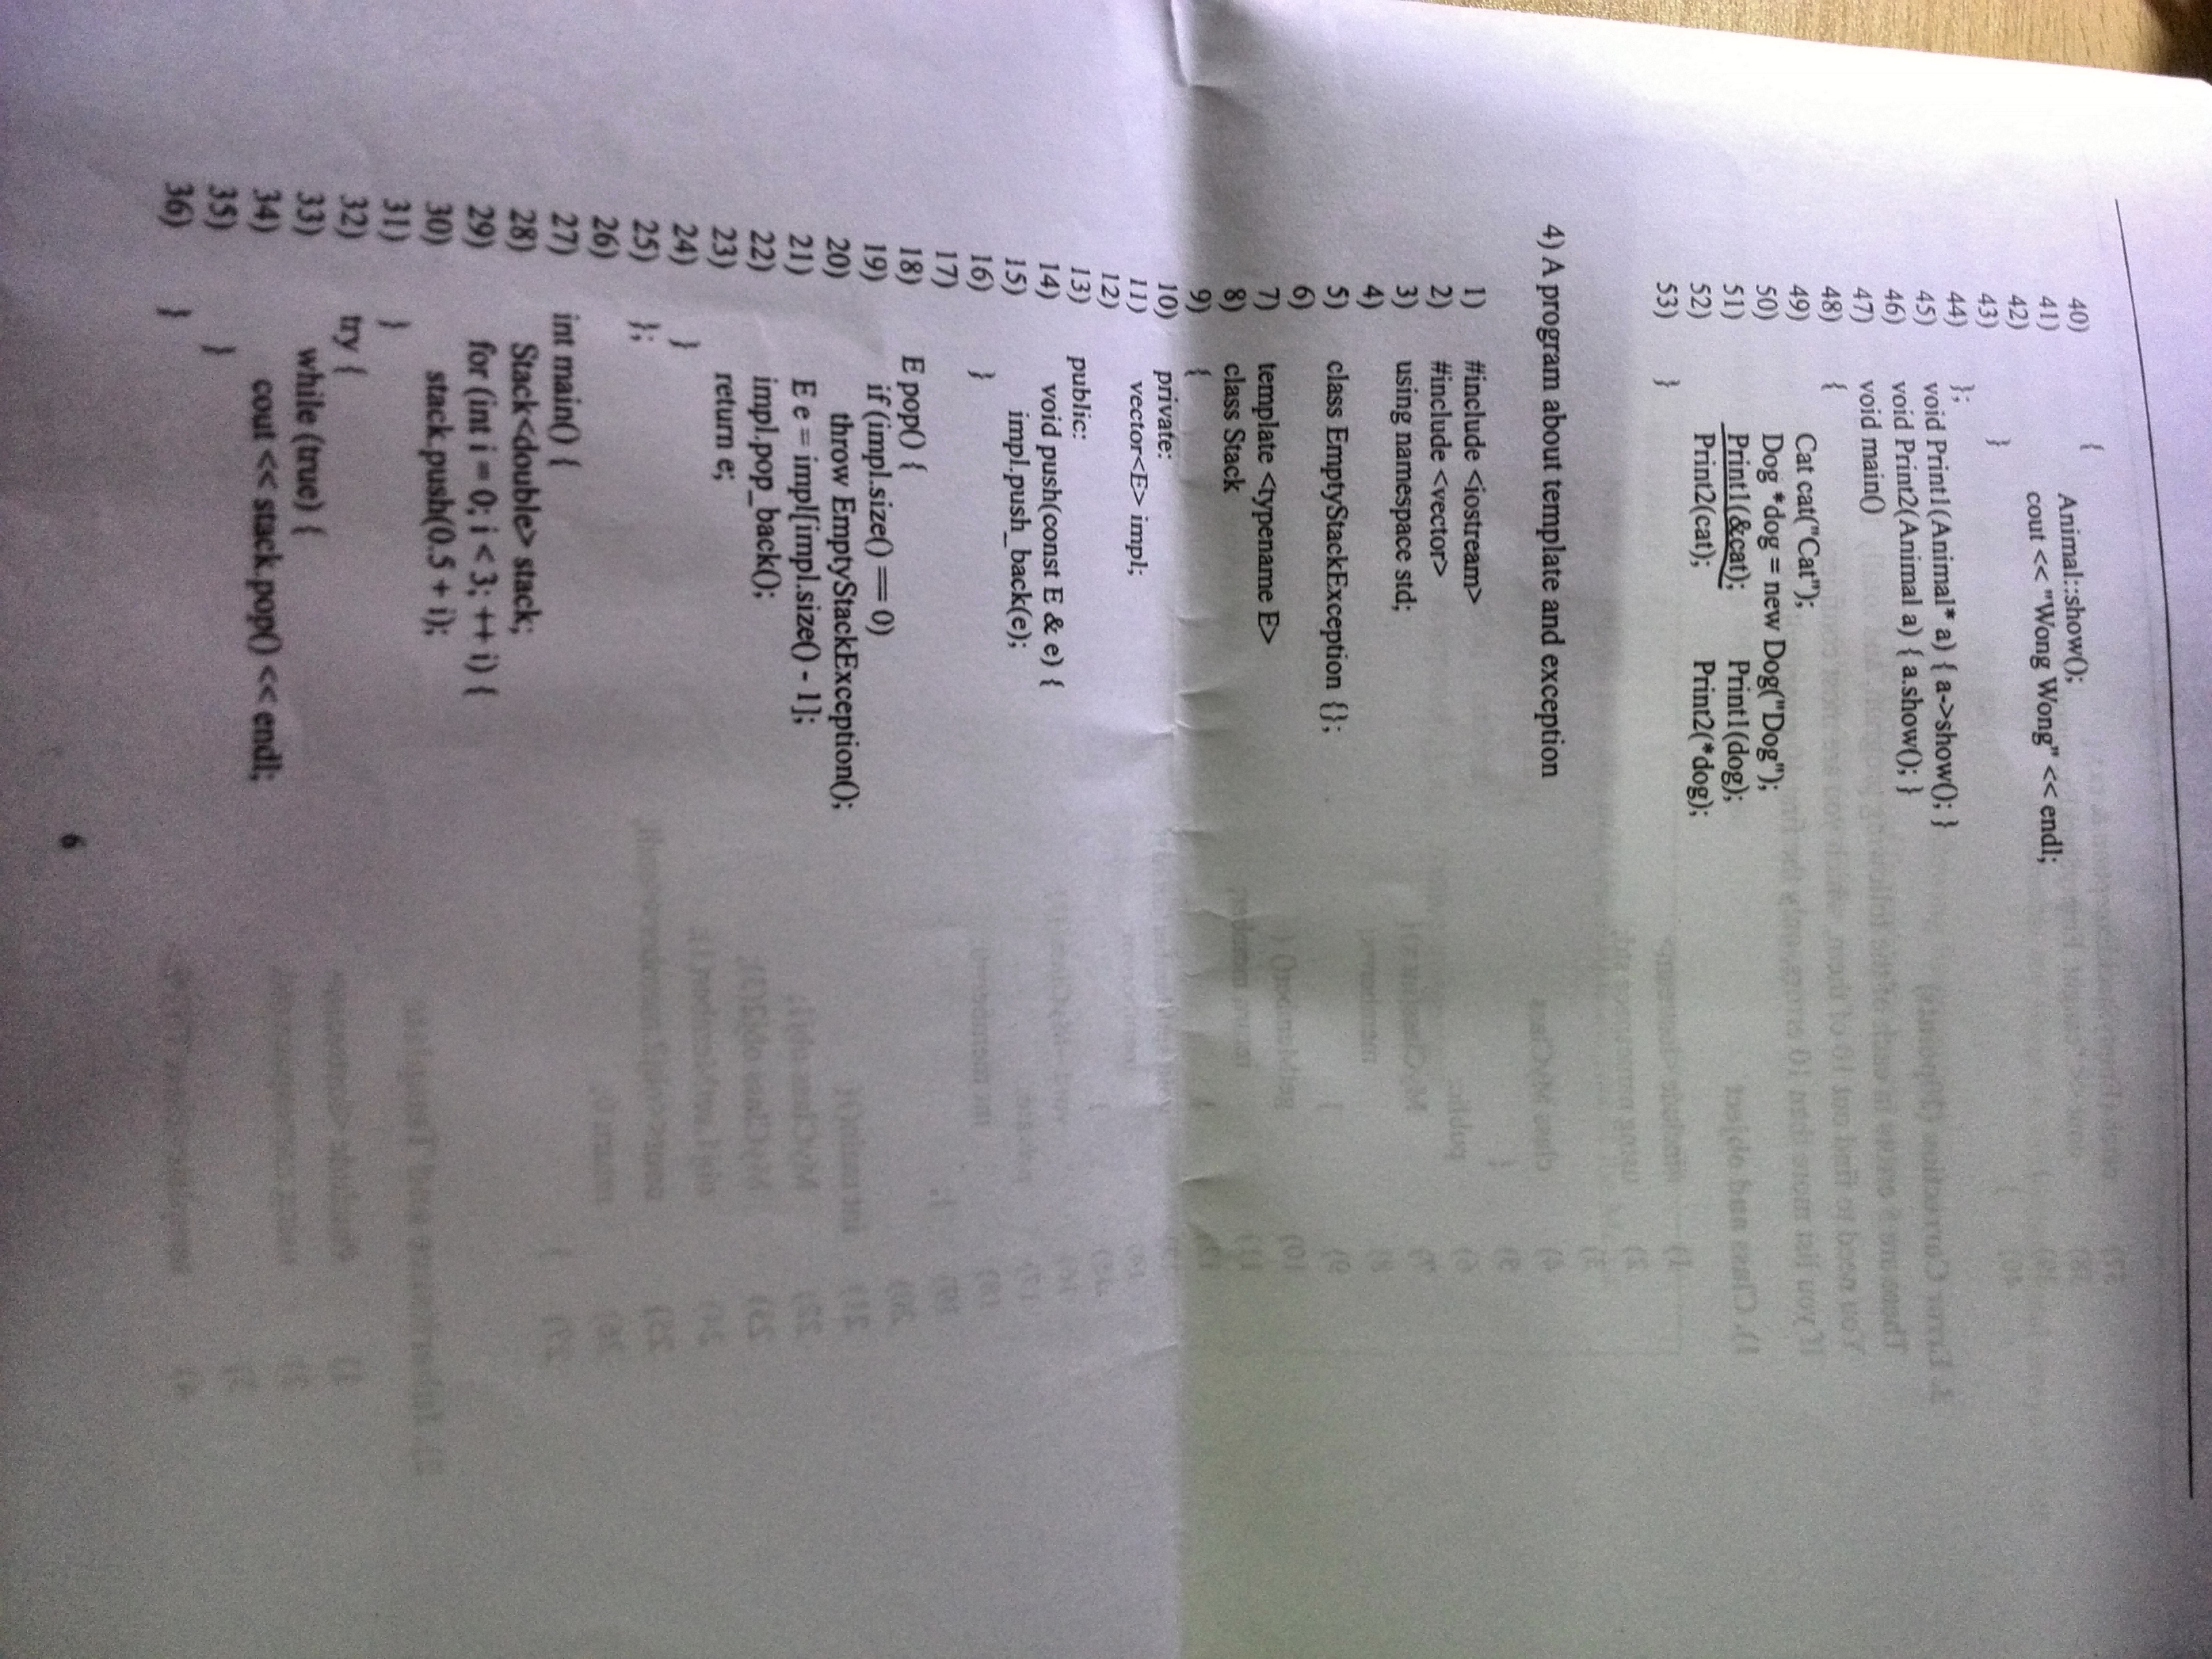 40) {
41) Animal::show();
42) cout << "Wong Wong" << endl;
43) }
44) };
45) void Print1(Animal* a) { a->show(); }
46) void Print2(Animal a) { a.show(); }
47) void main()
48) {
49) Cat cat("Cat");
50) Dog *dog = new Dog("Dog");
51) Print1(&cat); Print1(dog);
52) Print2(cat); Print2(*dog);
53) }
4) A program about template and exception
1) #include <iostream>
2) #include <vector>
3) using namespace std;
4)
5) class EmptyStackException {};
6)
7) template <typename E>
8) class Stack
9) {
10) private:
11) vector<E> impl;
12)
13) public:
14) void push(const E & e) {
15) impl.push_back(e);
16) }
17)
18) E pop() {
19) if (impl.size() == 0)
20) throw EmptyStackException();
21) E e = impl[impl.size() - 1];
22) impl.pop_back();
23) return e;
24) }
25) };
26)
27) int main() {
28) Stack<double> stack;
29) for (int i = 0; i < 3; ++ i) {
30) stack.push(0.5 + i);
31) }
32) try {
33) while (true) {
34) cout << stack.pop() << endl;
35) }
36) }
6